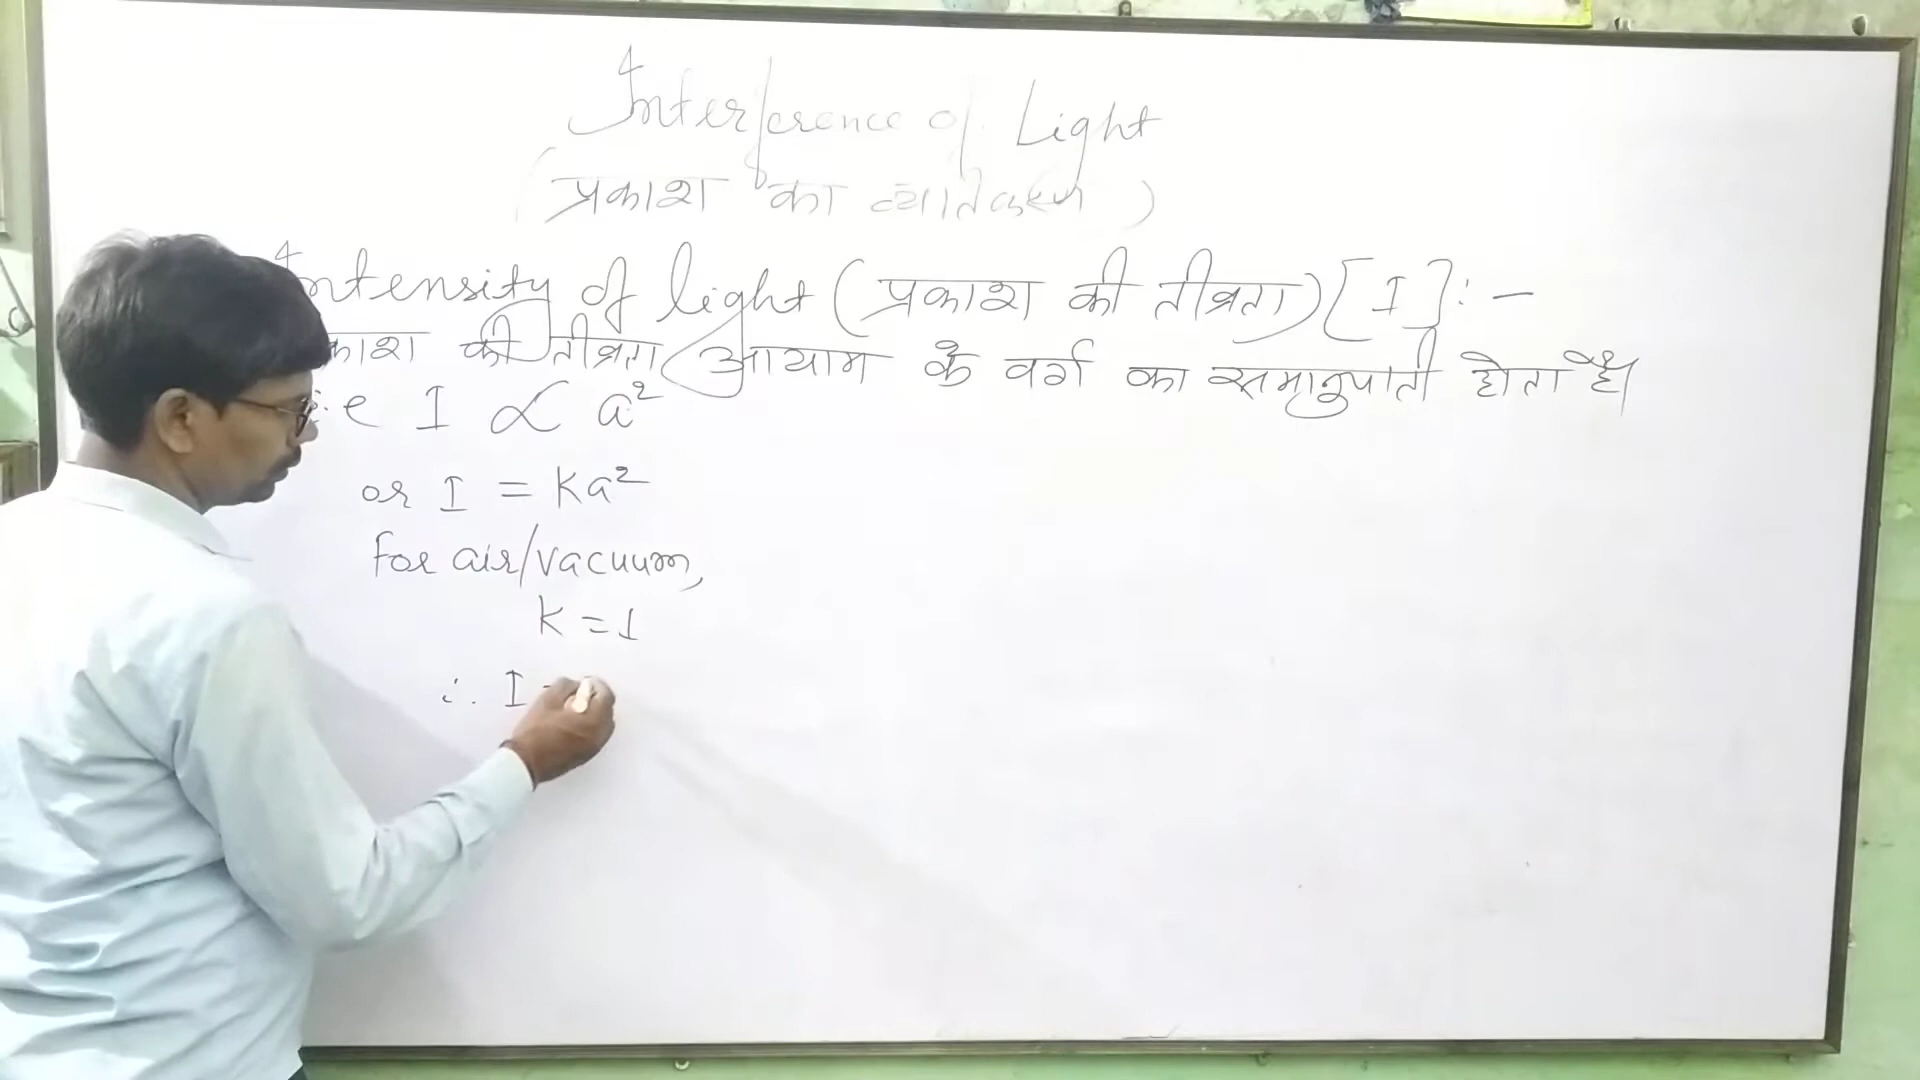 Interference of Light
(प्रकाश का व्यतिकरण)
Intensity of light (प्रकाश की तीव्रता) [I] : –
काश की तीव्रता आयाम के वर्ग का समानुपाती होता है।
i.e I ∝ a²
or I = Ka²
For air/vacuum,
K = 1
∴ I =